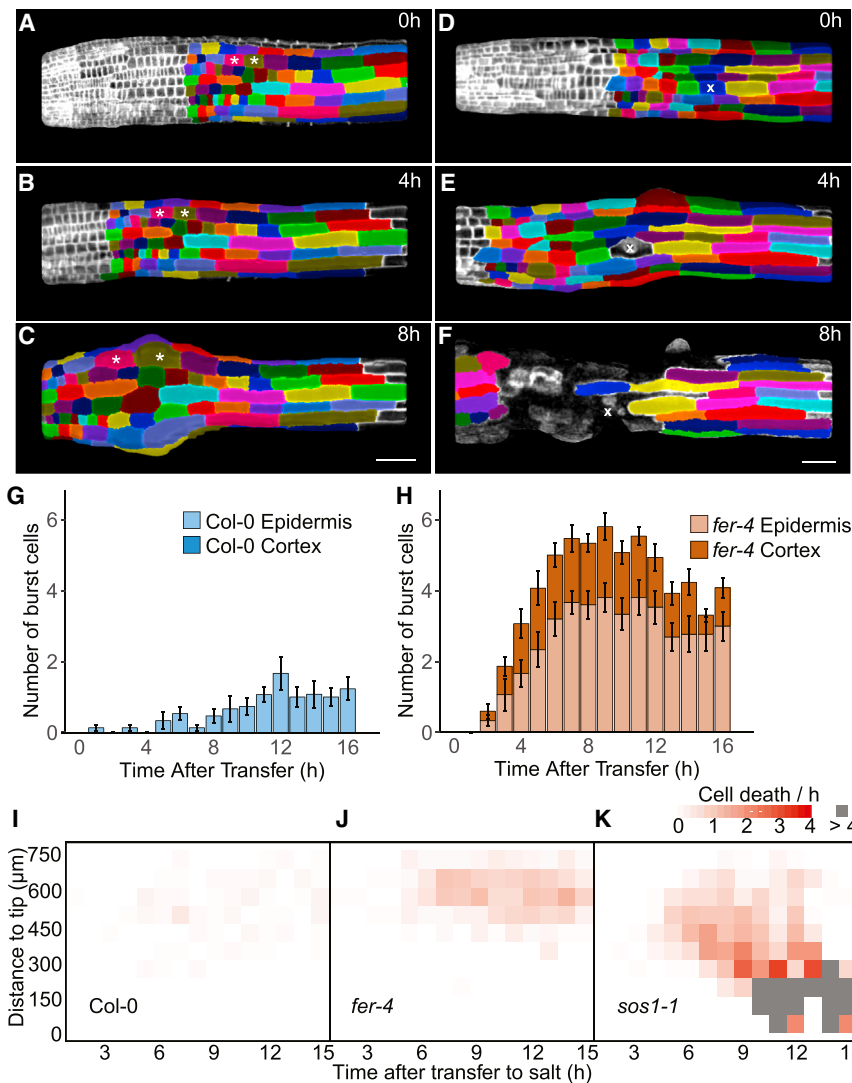 A 0h
* *
B 4h
* *
C 8h
* *
D 0h
x
E 4h
x
F 8h
x
G
Number of burst cells
6
4
2
0
Col-0 Epidermis
Col-0 Cortex
0 4 8 12 16
Time After Transfer (h)
H
Number of burst cells
6
4
2
0
fer-4 Epidermis
fer-4 Cortex
0 4 8 12 16
Time After Transfer (h)
Cell death / h
0 1 2 3 4 > 4
I J K
Distance to tip (µm)
750
600
450
300
150
0
Col-0 fer-4 sos1-1
3 6 9 12 15 3 6 9 12 15 3 6 9 12 1
Time after transfer to salt (h)